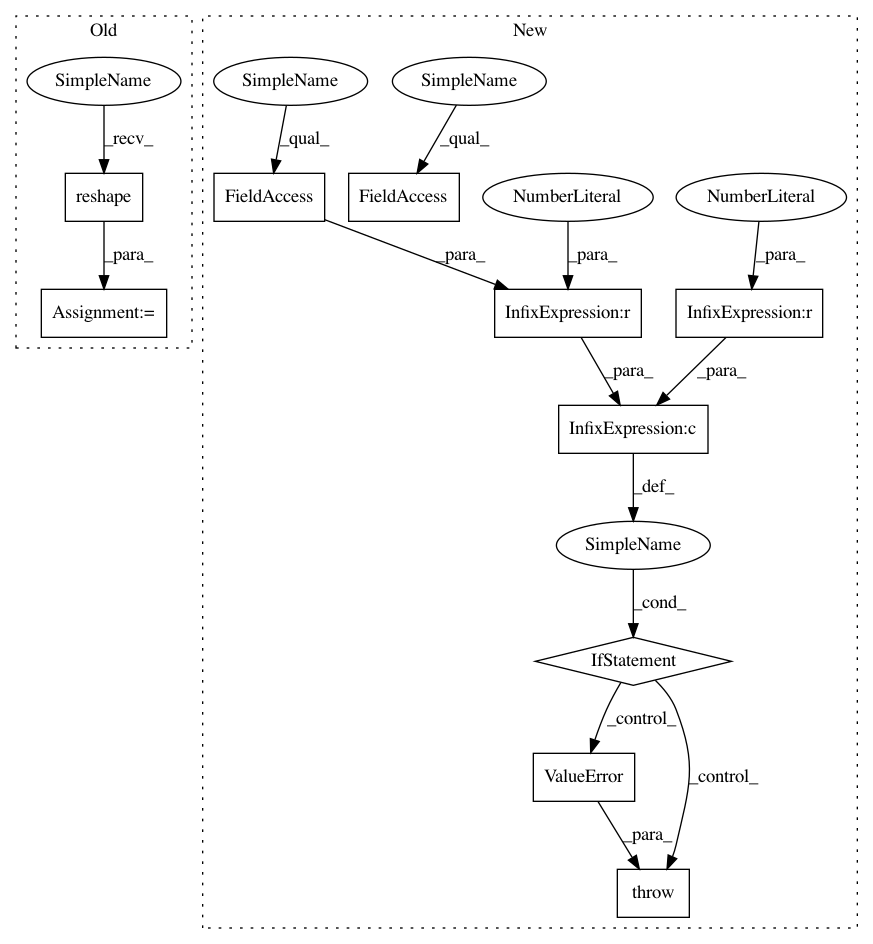 Old
New
SimpleName
SimpleName
SimpleName
_recv_
_qual_
_qual_
reshape
FieldAccess
FieldAccess
NumberLiteral
NumberLiteral
_para_
_para_
_para_
_para_
Assignment:=
InfixExpression:r
InfixExpression:r
_para_
_para_
InfixExpression:c
_def_
SimpleName
_cond_
IfStatement
_control_
_control_
ValueError
_para_
throw